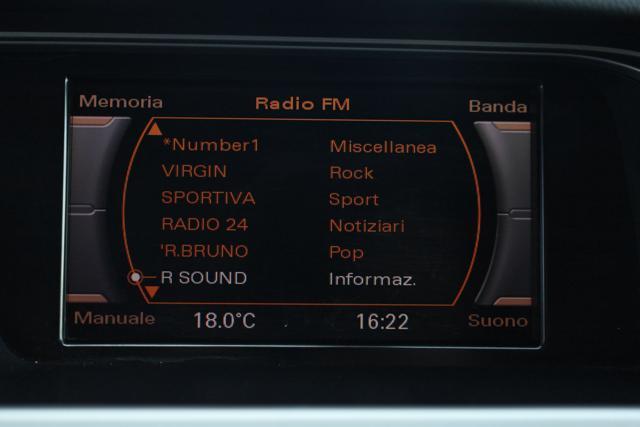 Memoria Radio FM Banda
*Number1 Miscellanea
VIRGIN Rock
SPORTIVA Sport
RADIO 24 Notiziari
'R.BRUNO Pop
R SOUND Informaz.
Manuale 18.0°C 16:22 Suono